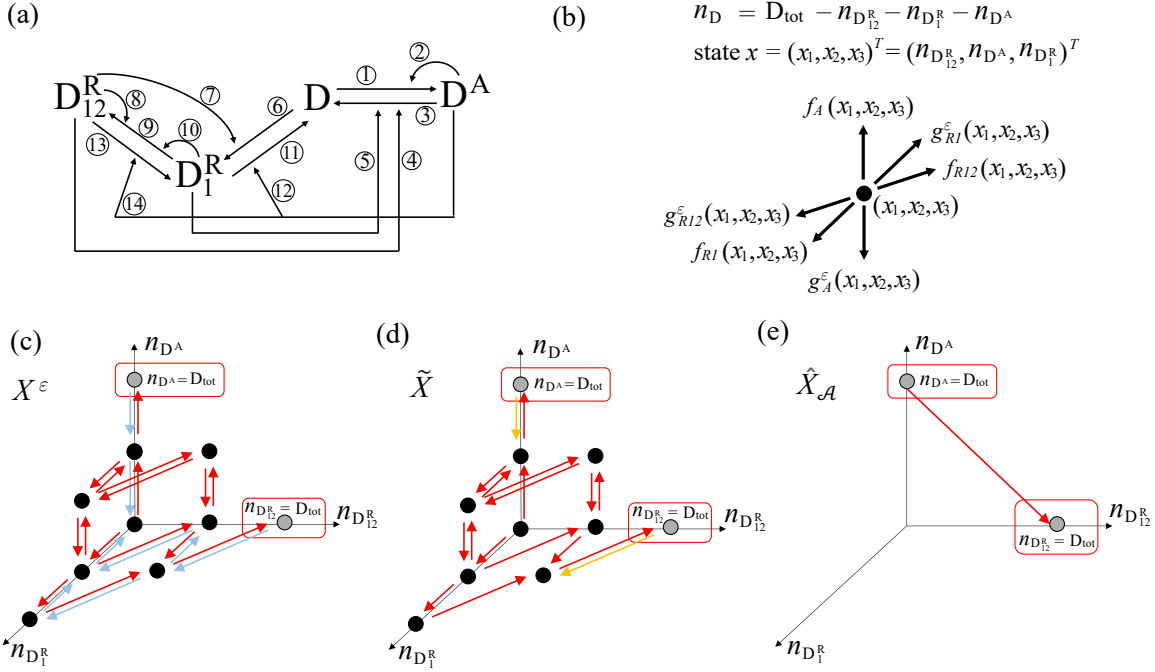 (a)
D^R_12
D^R_1
D
D^A
① ② ③ ④ ⑤ ⑥ ⑦ ⑧ ⑨ ⑩ ⑪ ⑫ ⑬ ⑭
(b)
n_D = D_tot − n_{D^R_12} − n_{D^R_1} − n_{D^A}
state x = (x_1, x_2, x_3)^T = (n_{D^R_12}, n_{D^A}, n_{D^R_1})^T
f_A(x_1,x_2,x_3)
g^ε_{R1}(x_1,x_2,x_3)
f_{R12}(x_1,x_2,x_3)
(x_1,x_2,x_3)
g^ε_{R12}(x_1,x_2,x_3)
f_{R1}(x_1,x_2,x_3)
g^ε_A(x_1,x_2,x_3)
(c)
X^ε
n_{D^A}
n_{D^A} = D_tot
n_{D^R_12} = D_tot
n_{D^R_12}
n_{D^R_1}
(d)
X̃
n_{D^A}
n_{D^A} = D_tot
n_{D^R_12} = D_tot
n_{D^R_12}
n_{D^R_1}
(e)
X̂_𝒜
n_{D^A}
n_{D^A} = D_tot
n_{D^R_12}
n_{D^R_12} = D_tot
n_{D^R_1}